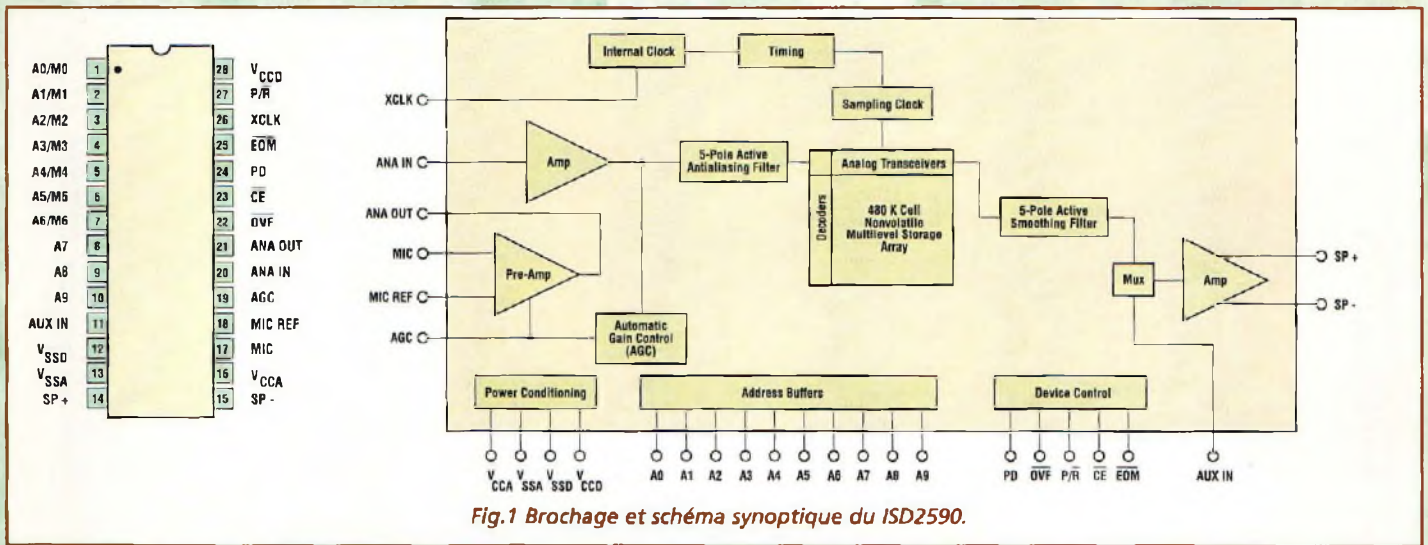 A0/M0 1 28 VCCD
A1/M1 2 27 P/R̅
A2/M2 3 26 XCLK
A3/M3 4 25 E̅O̅M̅
A4/M4 5 24 PD
A5/M5 6 23 C̅E̅
A6/M6 7 22 O̅V̅F̅
A7 8 21 ANA OUT
A8 9 20 ANA IN
A9 10 19 AGC
AUX IN 11 18 MIC REF
VSSD 12 17 MIC
VSSA 13 16 VCCA
SP + 14 15 SP -
Internal Clock
Timing
XCLK
Sampling Clock
ANA IN
Amp
5-Pole Active
Antialiasing Filter
Decoders
Analog Transceivers
480 K Cell
Nonvolatile
Multilevel Storage
Array
5-Pole Active
Smoothing Filter
ANA OUT
MIC
Pre-Amp
MIC REF
AGC
Automatic
Gain Control
(AGC)
Mux
Amp
SP +
SP -
Power Conditioning
Address Buffers
Device Control
VCCA VSSA VSSD VCCD
A0 A1 A2 A3 A4 A5 A6 A7 A8 A9
PD O̅V̅F̅ P/R̅ C̅E̅ E̅O̅M̅
AUX IN
Fig.1 Brochage et schéma synoptique du ISD2590.